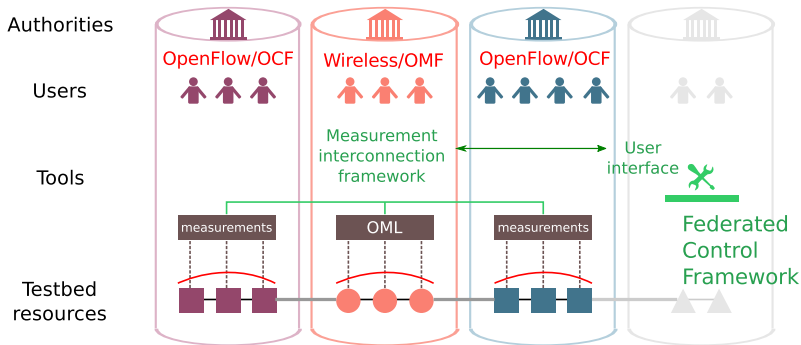 Authorities
OpenFlow/OCF
Wireless/OMF
OpenFlow/OCF
Users
Measurement
interconnection
framework
User
interface
Tools
measurements
OML
measurements
Federated
Control
Framework
Testbed
resources